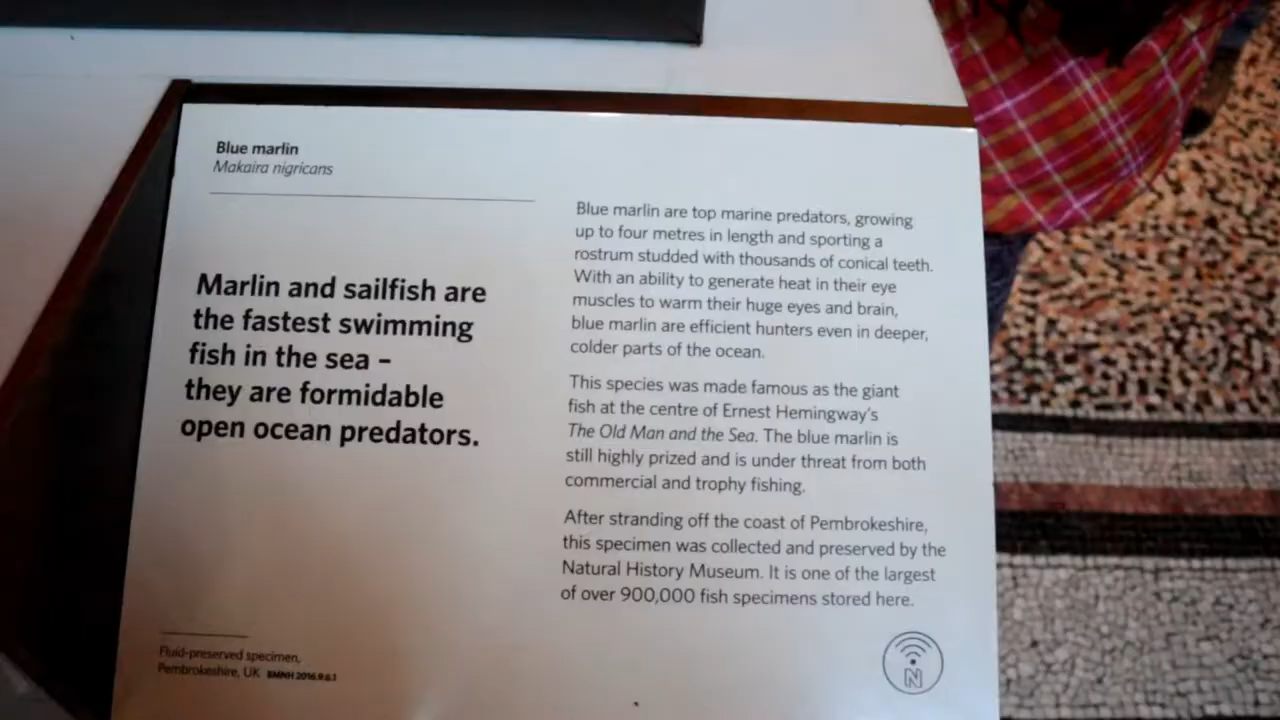 Blue marlin
Makaira nigricans
Marlin and sailfish are
the fastest swimming
fish in the sea –
they are formidable
open ocean predators.
Blue marlin are top marine predators, growing
up to four metres in length and sporting a
rostrum studded with thousands of conical teeth.
With an ability to generate heat in their eye
muscles to warm their huge eyes and brain,
blue marlin are efficient hunters even in deeper,
colder parts of the ocean.
This species was made famous as the giant
fish at the centre of Ernest Hemingway's
The Old Man and the Sea. The blue marlin is
still highly prized and is under threat from both
commercial and trophy fishing.
After stranding off the coast of Pembrokeshire,
this specimen was collected and preserved by the
Natural History Museum. It is one of the largest
of over 900,000 fish specimens stored here.
Fluid-preserved specimen,
Pembrokeshire, UK BMNH 2016.9.6.1
N